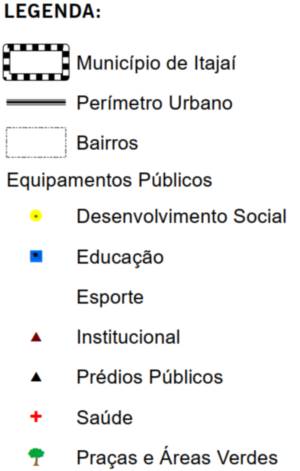 LEGENDA:
Município de Itajaí
Perímetro Urbano
Bairros
Equipamentos Públicos
Desenvolvimento Social
Educação
Esporte
Institucional
Prédios Públicos
Saúde
Praças e Áreas Verdes